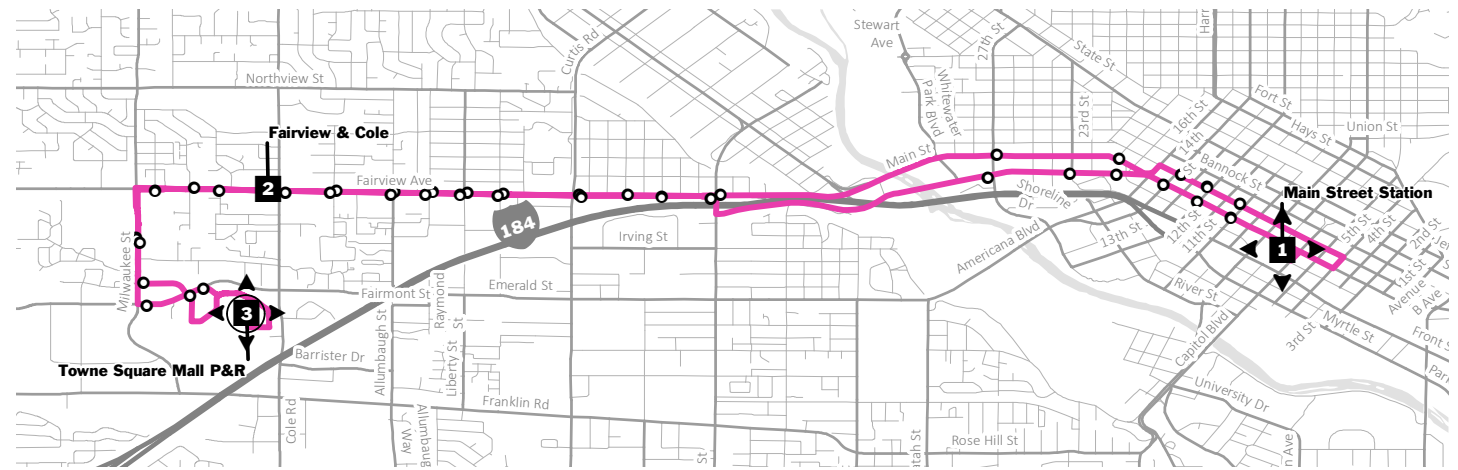 Stewart
Ave
27th St
Harr
State St
Curtis Rd
Northview St
Whitewater
Park Blvd
23rd St
16th St
14th
St
Fort St
Hays St
Union St
Fairview & Cole
Main St
Bannock St
2
Fairview Ave
Shoreline
Dr
Main Street Station
184
Irving St
Americana Blvd
13th St
12th St
11th St
1
5th St
4th St
2nd St
1st St
Avenue
B Ave
Milwaukee St
Emerald St
Fairmont St
River St
3
Raymond
Liberty St
Allumbaugh St
Capitol Blvd
3rd St
Myrtle St
Front S
Park
Barrister Dr
Towne Square Mall P&R
Cole Rd
Allumbaug
Way
Franklin Rd
University Dr
Rose Hill St
St
atah St
n Ave